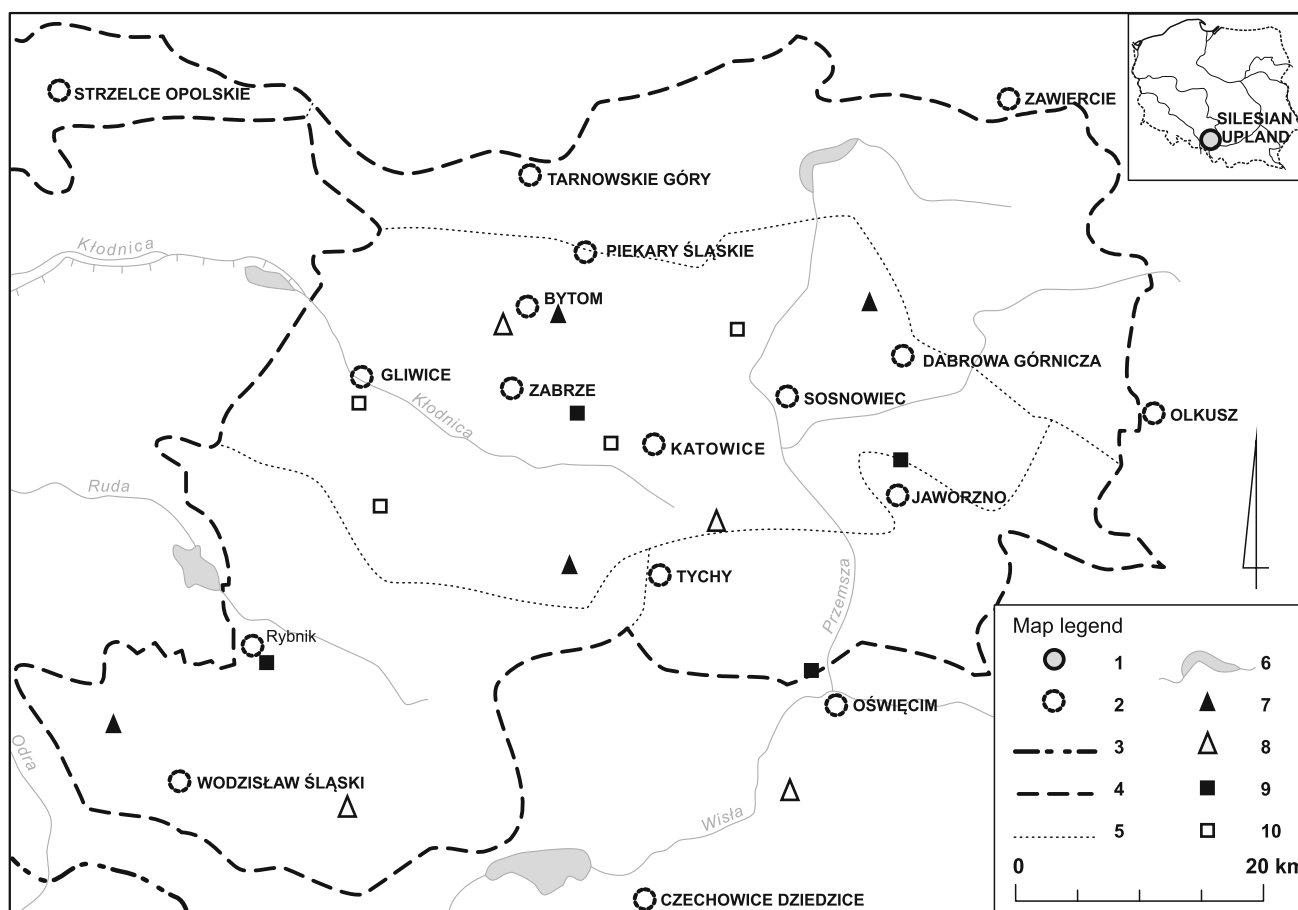 STRZELCE OPOLSKIE
ZAWIERCIE
SILESIAN
UPLAND
TARNOWSKIE GÓRY
Kłodnica
PIEKARY ŚLĄSKIE
BYTOM
GLIWICE
ZABRZE
Kłodnica
DABROWA GÓRNICZA
SOSNOWIEC
OLKUSZ
KATOWICE
Ruda
JAWORZNO
TYCHY
Przemsza
Rybnik
OŚWIĘCIM
Odra
WODZISŁAW ŚLĄSKI
Wisła
CZECHOWICE DZIEDZICE
Map legend
1
6
2
7
3
8
4
9
5
10
0
20 km